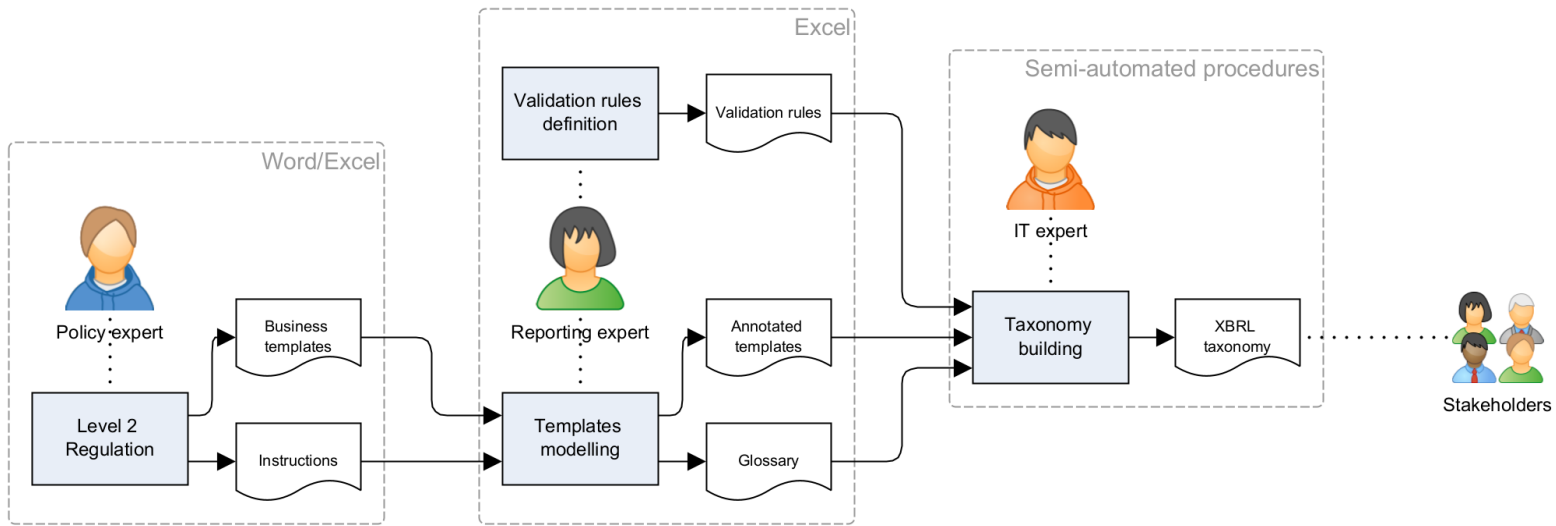 Word/Excel
Policy expert
Level 2
Regulation
Business
templates
Instructions
Excel
Validation rules
definition
Validation rules
Reporting expert
Templates
modelling
Annotated
templates
Glossary
Semi-automated procedures
IT expert
Taxonomy
building
XBRL
taxonomy
Stakeholders